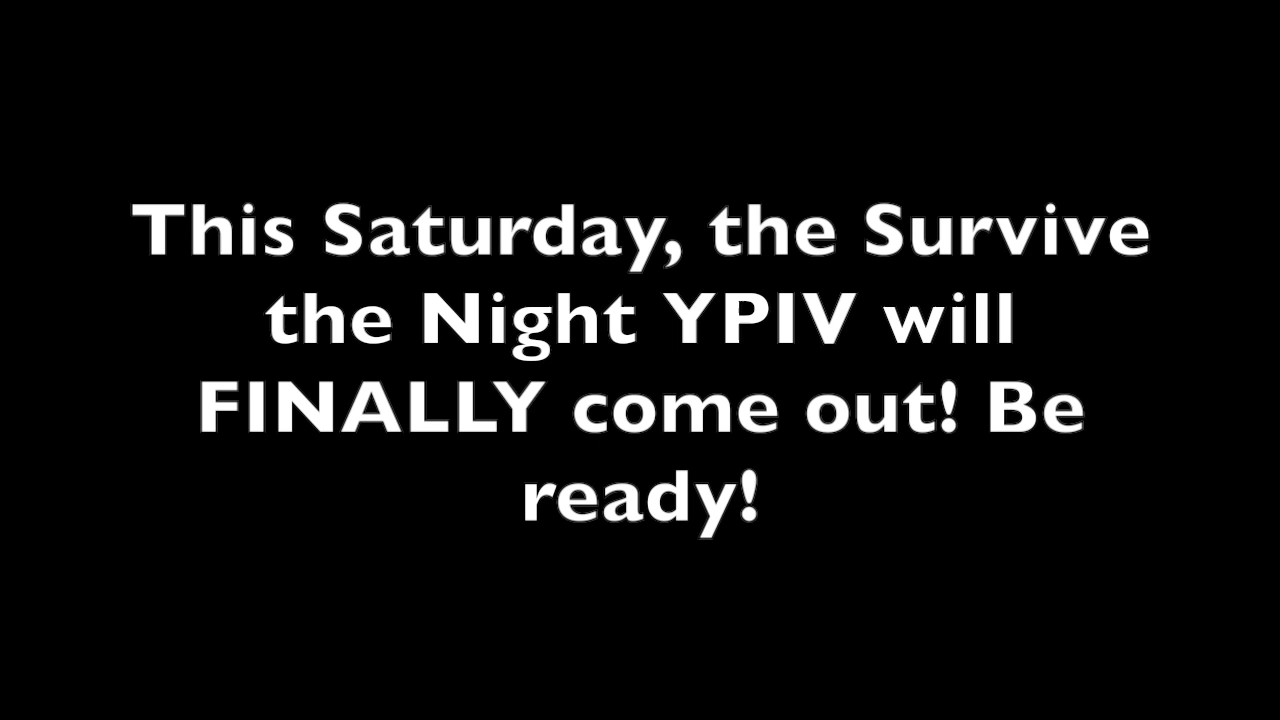 This Saturday, the Survive
the Night YPIV will
FINALLY come out! Be
ready!